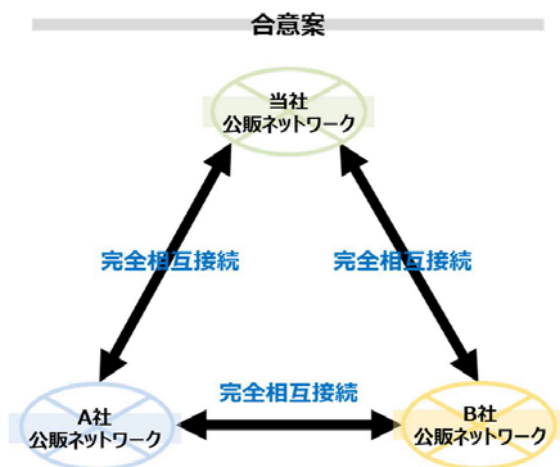 合意案
当社
公販ネットワーク
完全相互接続
完全相互接続
完全相互接続
A社
公販ネットワーク
B社
公販ネットワーク